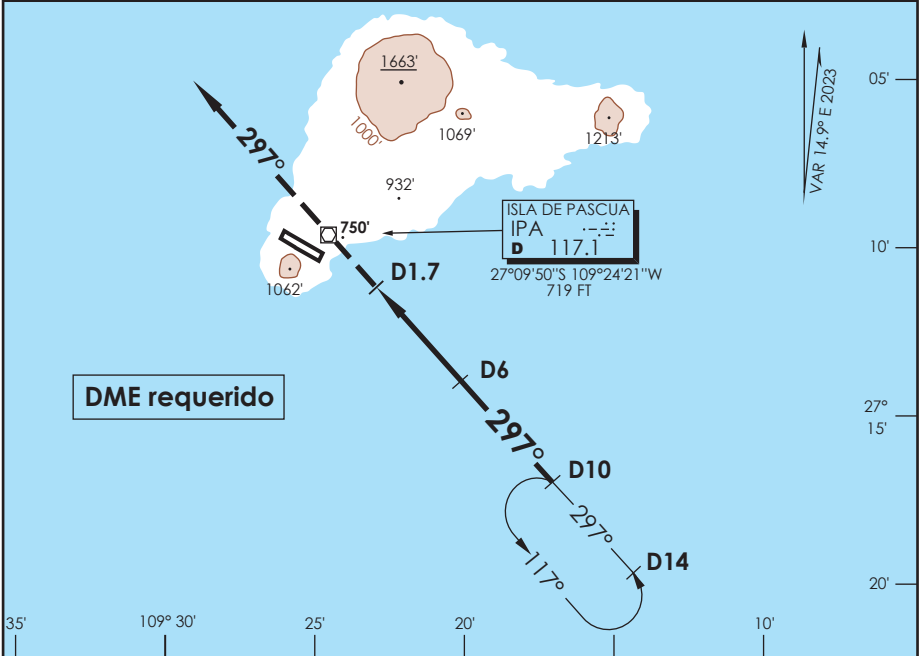 1663'
1000'
1069'
1213'
VAR 14.9° E 2023
05'
297°
932'
750'
ISLA DE PASCUA
IPA
D 117.1
27°09'50"S 109°24'21"W
719 FT
10'
1062'
D1.7
D6
DME requerido
27°
15'
297°
D10
297°
D14
117°
20'
35'
109° 30'
25'
20'
10'